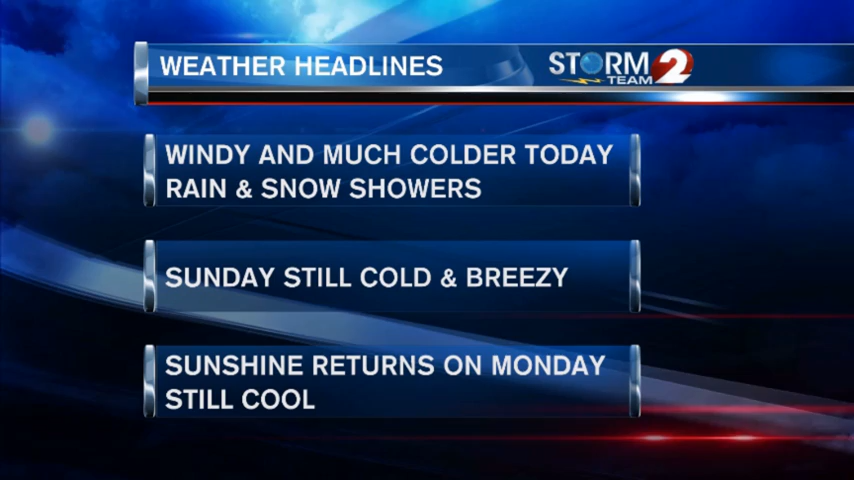 WEATHER HEADLINES
STORM TEAM 2
WINDY AND MUCH COLDER TODAY
RAIN & SNOW SHOWERS
SUNDAY STILL COLD & BREEZY
SUNSHINE RETURNS ON MONDAY
STILL COOL